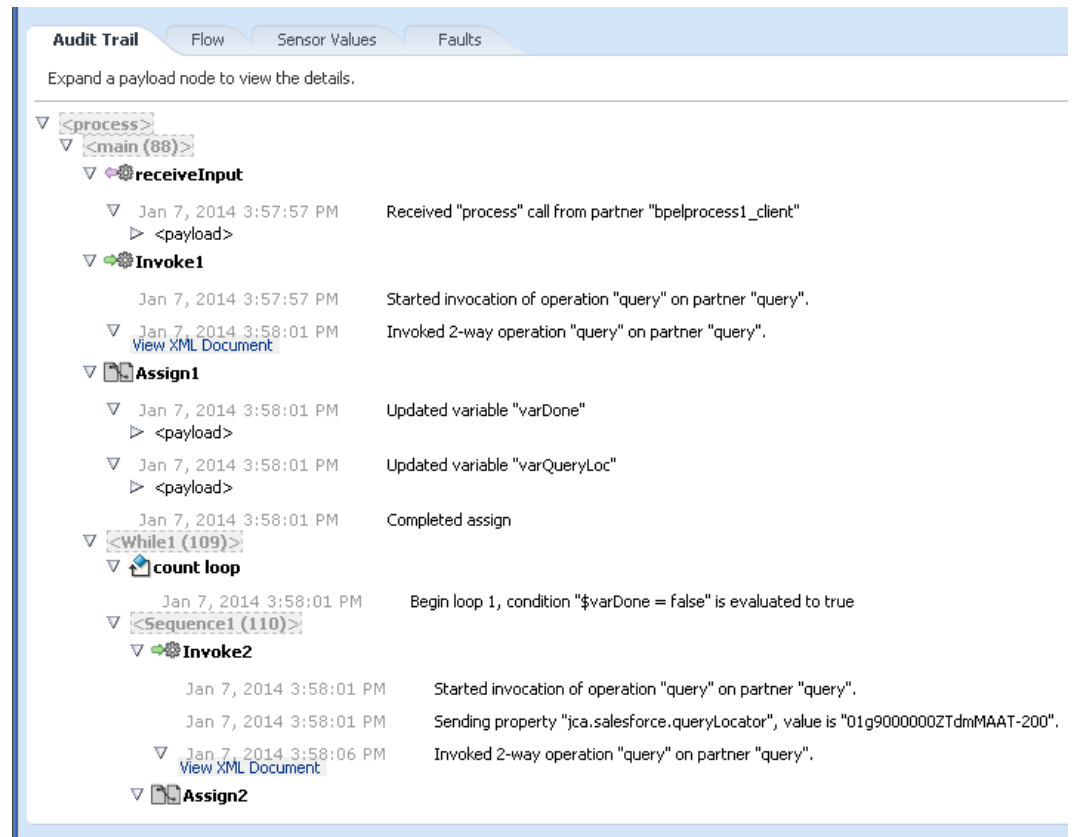 Audit Trail Flow Sensor Values Faults
Expand a payload node to view the details.
<process>
<main (88)>
receiveInput
Jan 7, 2014 3:57:57 PM Received "process" call from partner "bpelprocess1_client"
<payload>
Invoke1
Jan 7, 2014 3:57:57 PM Started invocation of operation "query" on partner "query".
Jan 7, 2014 3:58:01 PM Invoked 2-way operation "query" on partner "query".
View XML Document
Assign1
Jan 7, 2014 3:58:01 PM Updated variable "varDone"
<payload>
Jan 7, 2014 3:58:01 PM Updated variable "varQueryLoc"
<payload>
Jan 7, 2014 3:58:01 PM Completed assign
<While1 (109)>
count loop
Jan 7, 2014 3:58:01 PM Begin loop 1, condition "$varDone = false" is evaluated to true
<Sequence1 (110)>
Invoke2
Jan 7, 2014 3:58:01 PM Started invocation of operation "query" on partner "query".
Jan 7, 2014 3:58:01 PM Sending property "jca.salesforce.queryLocator", value is "01g9000000ZTdmMAAT-200".
Jan 7, 2014 3:58:06 PM Invoked 2-way operation "query" on partner "query".
View XML Document
Assign2